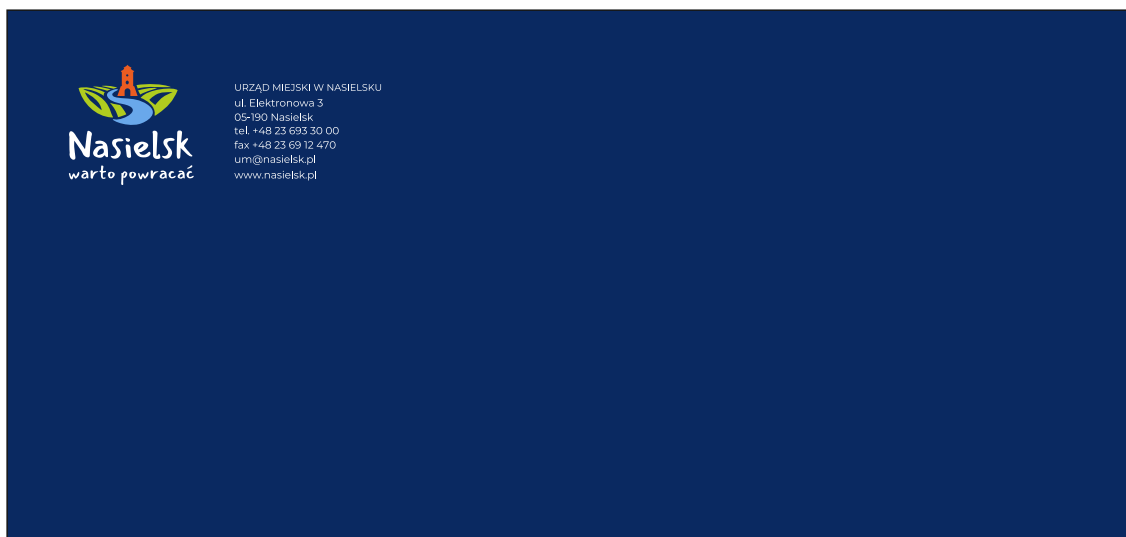 Nasielsk
warto powracać
URZĄD MIEJSKI W NASIELSKU
ul. Elektronowa 3
05-190 Nasielsk
tel. +48 23 693 30 00
fax +48 23 69 12 470
um@nasielsk.pl
www.nasielsk.pl